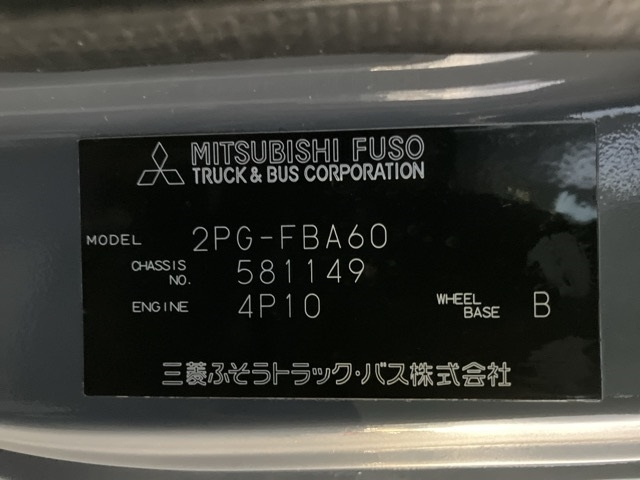 MITSUBISHI FUSO
TRUCK & BUS CORPORATION
MODEL 2PG-FBA60
CHASSIS NO. 581149
ENGINE 4P10 WHEEL BASE B
三菱ふそうトラック・バス株式会社